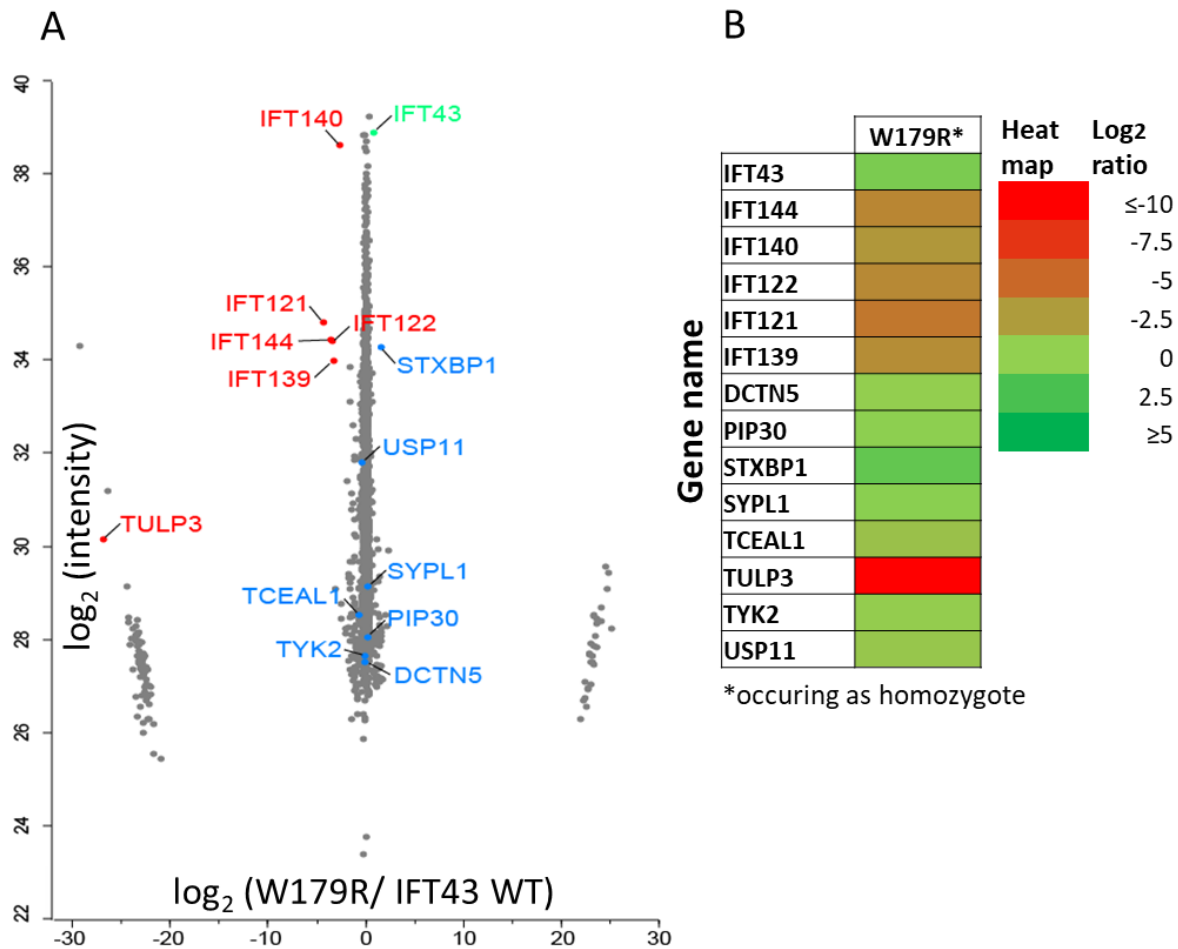 A
B
40
38
36
34
32
30
28
26
24
22
log2 (intensity)
IFT140
IFT43
IFT121
IFT122
IFT144
STXBP1
IFT139
USP11
TULP3
SYPL1
TCEAL1
PIP30
TYK2
DCTN5
log2 (W179R/ IFT43 WT)
-30 -20 -10 0 10 20 30
Gene name
W179R*
IFT43
IFT144
IFT140
IFT122
IFT121
IFT139
DCTN5
PIP30
STXBP1
SYPL1
TCEAL1
TULP3
TYK2
USP11
*occuring as homozygote
Heat Log2
map ratio
≤-10
-7.5
-5
-2.5
0
2.5
≥5